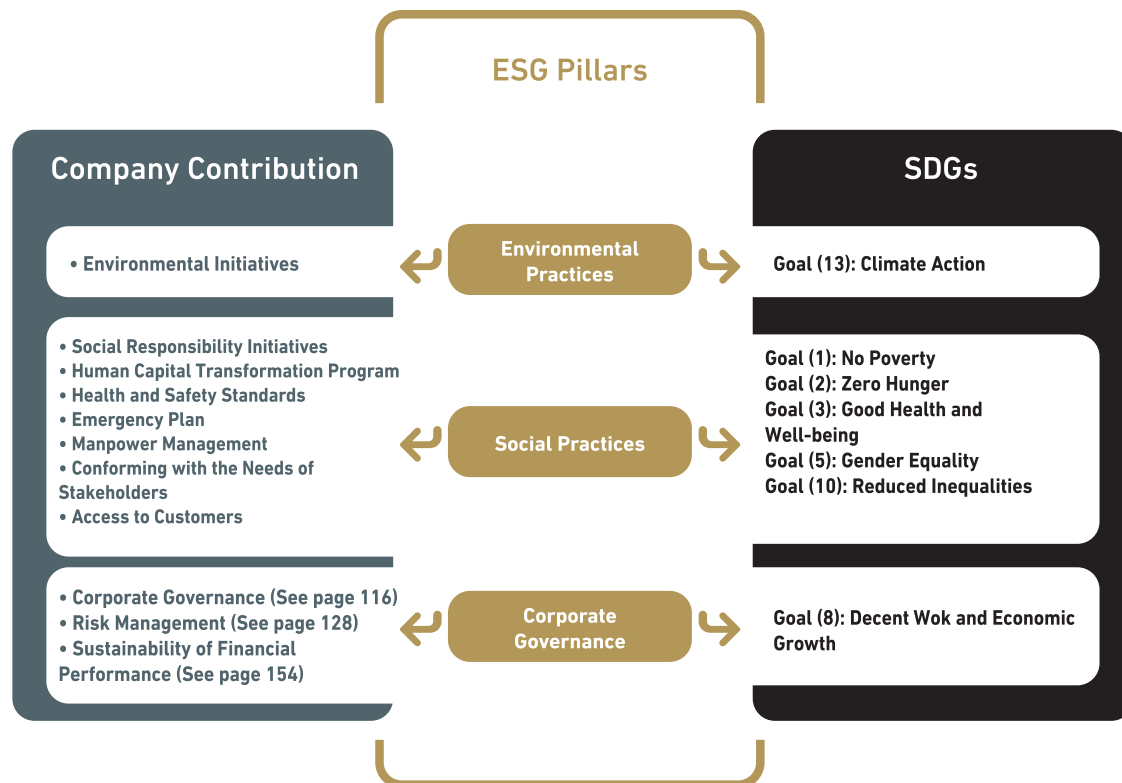 ESG Pillars
Company Contribution
• Environmental Initiatives
• Social Responsibility Initiatives
• Human Capital Transformation Program
• Health and Safety Standards
• Emergency Plan
• Manpower Management
• Conforming with the Needs of
Stakeholders
• Access to Customers
• Corporate Governance (See page 116)
• Risk Management (See page 128)
• Sustainability of Financial
Performance (See page 154)
Environmental
Practices
Social Practices
Corporate
Governance
SDGs
Goal (13): Climate Action
Goal (1): No Poverty
Goal (2): Zero Hunger
Goal (3): Good Health and
Well-being
Goal (5): Gender Equality
Goal (10): Reduced Inequalities
Goal (8): Decent Wok and Economic
Growth